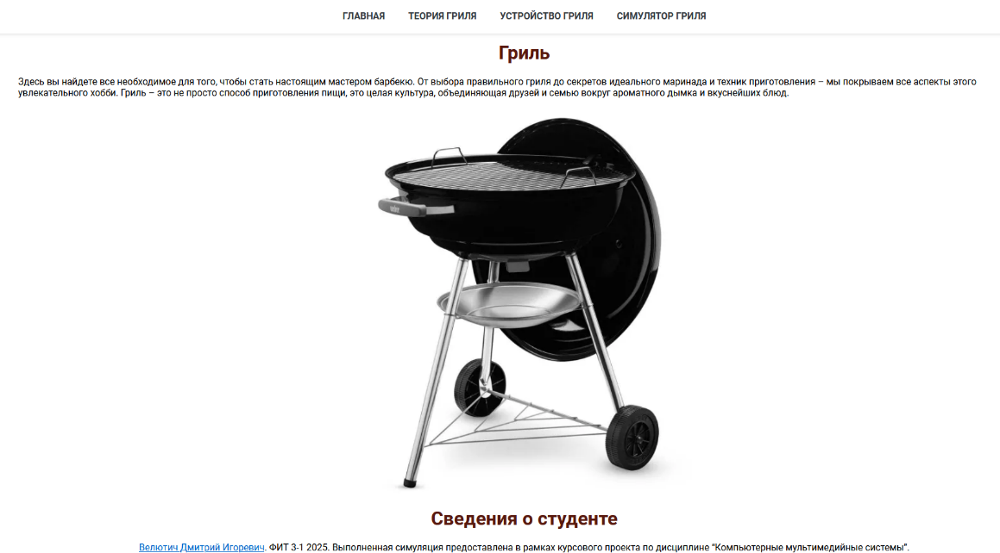 ГЛАВНАЯ ТЕОРИЯ ГРИЛЯ УСТРОЙСТВО ГРИЛЯ СИМУЛЯТОР ГРИЛЯ
Гриль
Здесь вы найдете все необходимое для того, чтобы стать настоящим мастером барбекю. От выбора правильного гриля до секретов идеального маринада и техник приготовления – мы покрываем все аспекты этого
увлекательного хобби. Гриль – это не просто способ приготовления пищи, это целая культура, объединяющая друзей и семью вокруг ароматного дымка и вкуснейших блюд.
Сведения о студенте
Велютич Дмитрий Игоревич. ФИТ 3-1 2025. Выполненная симуляция предоставлена в рамках курсового проекта по дисциплине “Компьютерные мультимедийные системы”.